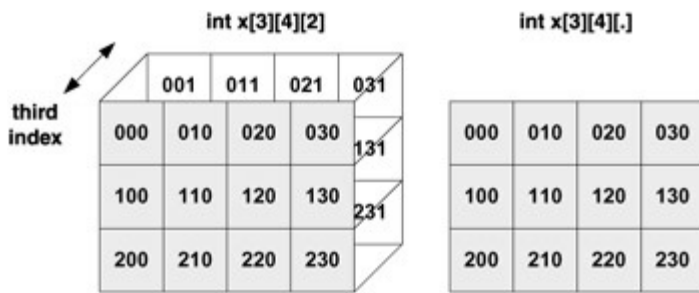 int x[3][4][2]
int x[3][4][.]
third
index
001 011 021 031
000 010 020 030
131
100 110 120 130
231
200 210 220 230
000 010 020 030
100 110 120 130
200 210 220 230